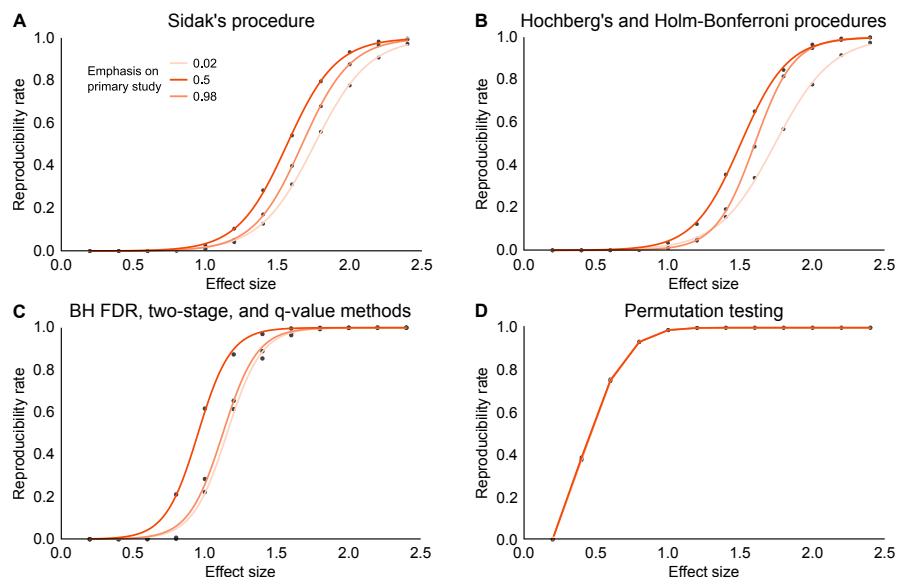 A
Sidak's procedure
Emphasis on
primary study
0.02
0.5
0.98
Reproducibility rate
1.0
0.8
0.6
0.4
0.2
0.0
0.0 0.5 1.0 1.5 2.0 2.5
Effect size
B
Hochberg's and Holm-Bonferroni procedures
Reproducibility rate
1.0
0.8
0.6
0.4
0.2
0.0
0.0 0.5 1.0 1.5 2.0 2.5
Effect size
C
BH FDR, two-stage, and q-value methods
Reproducibility rate
1.0
0.8
0.6
0.4
0.2
0.0
0.0 0.5 1.0 1.5 2.0 2.5
Effect size
D
Permutation testing
Reproducibility rate
1.0
0.8
0.6
0.4
0.2
0.0
0.0 0.5 1.0 1.5 2.0 2.5
Effect size